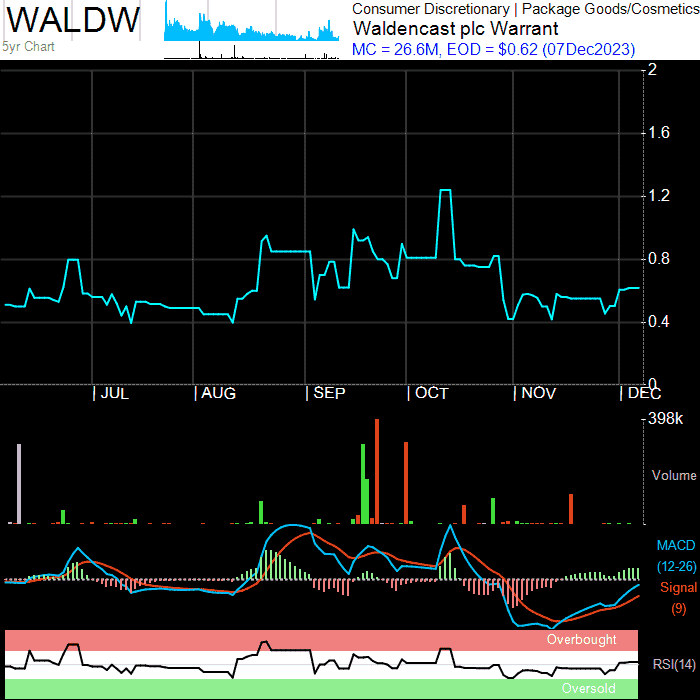 WALDW
5yr Chart
Consumer Discretionary | Package Goods/Cosmetics
Waldencast plc Warrant
MC = 26.6M, EOD = $0.62 (07Dec2023)
2
1.6
1.2
0.8
0.4
0
| JUL | AUG | SEP | OCT | NOV | DEC
398k
Volume
MACD
(12-26)
Signal
(9)
Overbought
RSI(14)
Oversold